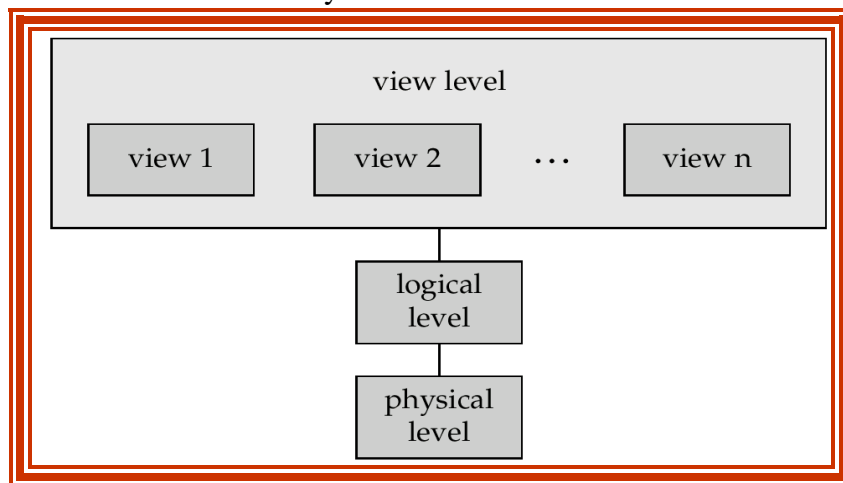 view level
view 1
view 2
...
view n
logical
level
physical
level